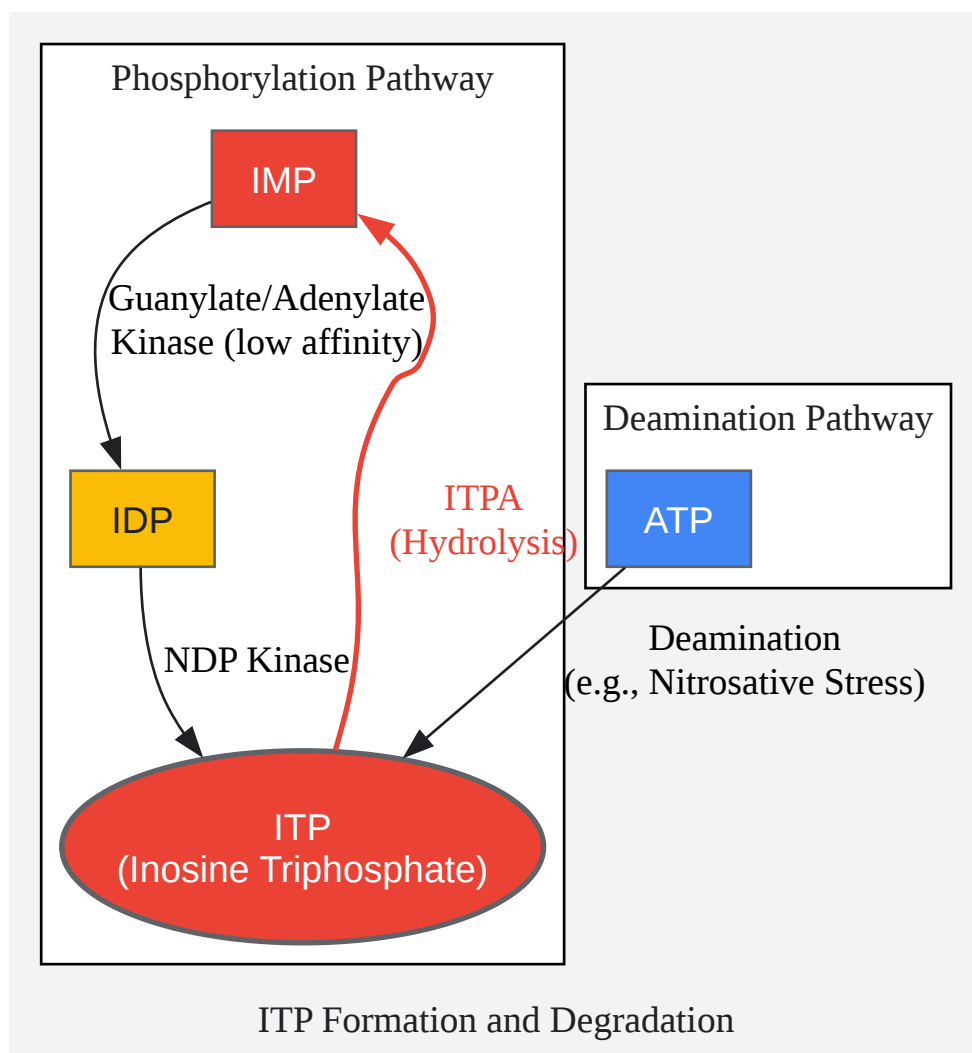 Phosphorylation Pathway
IMP
Guanylate/Adenylate
Kinase (low affinity)
Deamination Pathway
IDP
ITPA
(Hydrolysis)
ATP
NDP Kinase
Deamination
(e.g., Nitrosative Stress)
ITP
(Inosine Triphosphate)
ITP Formation and Degradation